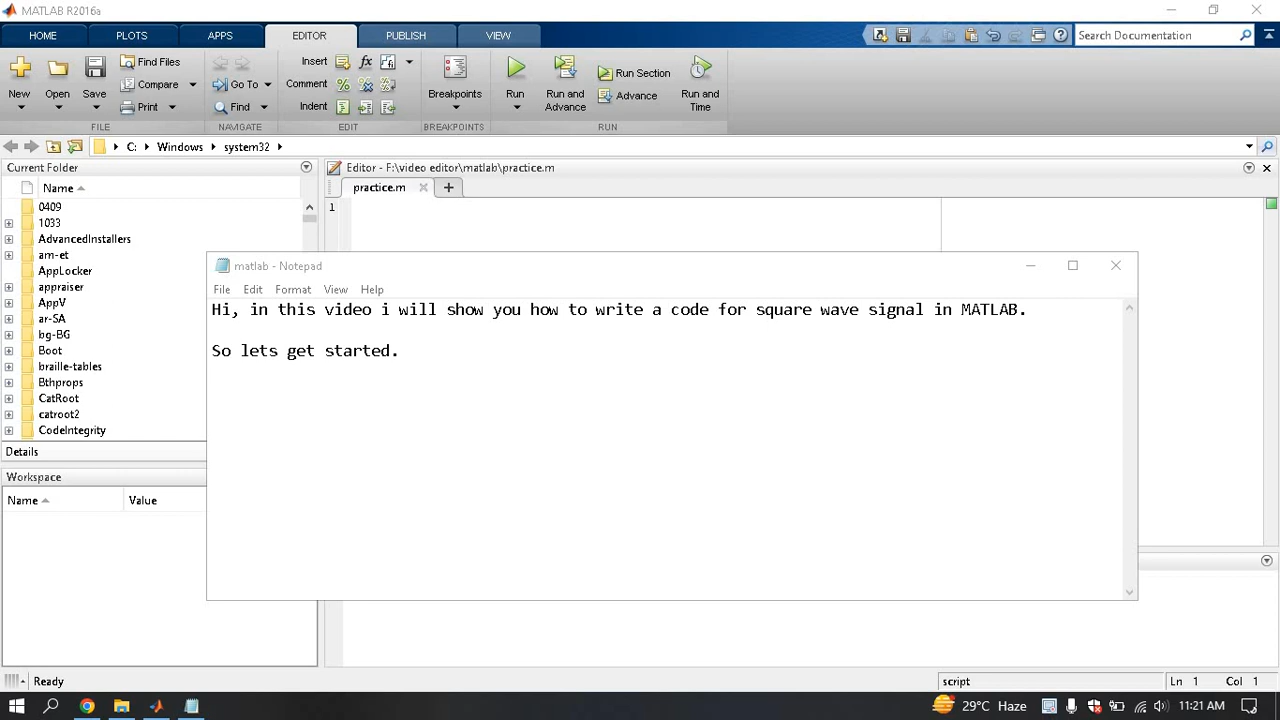 MATLAB R2016a
HOME PLOTS APPS EDITOR PUBLISH VIEW Search Documentation
New Open Save Find Files Compare Print
Go To Find
Insert Comment Indent
Breakpoints
Run Run and Advance Run Section Advance Run and Time
FILE NAVIGATE EDIT BREAKPOINTS RUN
C: Windows system32
Current Folder
Name
0409
1033
AdvancedInstallers
am-et
AppLocker
appraiser
AppV
ar-SA
bg-BG
Boot
braille-tables
Bthprops
CatRoot
catroot2
CodeIntegrity
Details
Workspace
Name Value
Editor - F:\video editor\matlab\practice.m
practice.m
1
matlab - Notepad
File Edit Format View Help
Hi, in this video i will show you how to write a code for square wave signal in MATLAB.
So lets get started.
Ready script Ln 1 Col 1
29°C Haze 11:21 AM